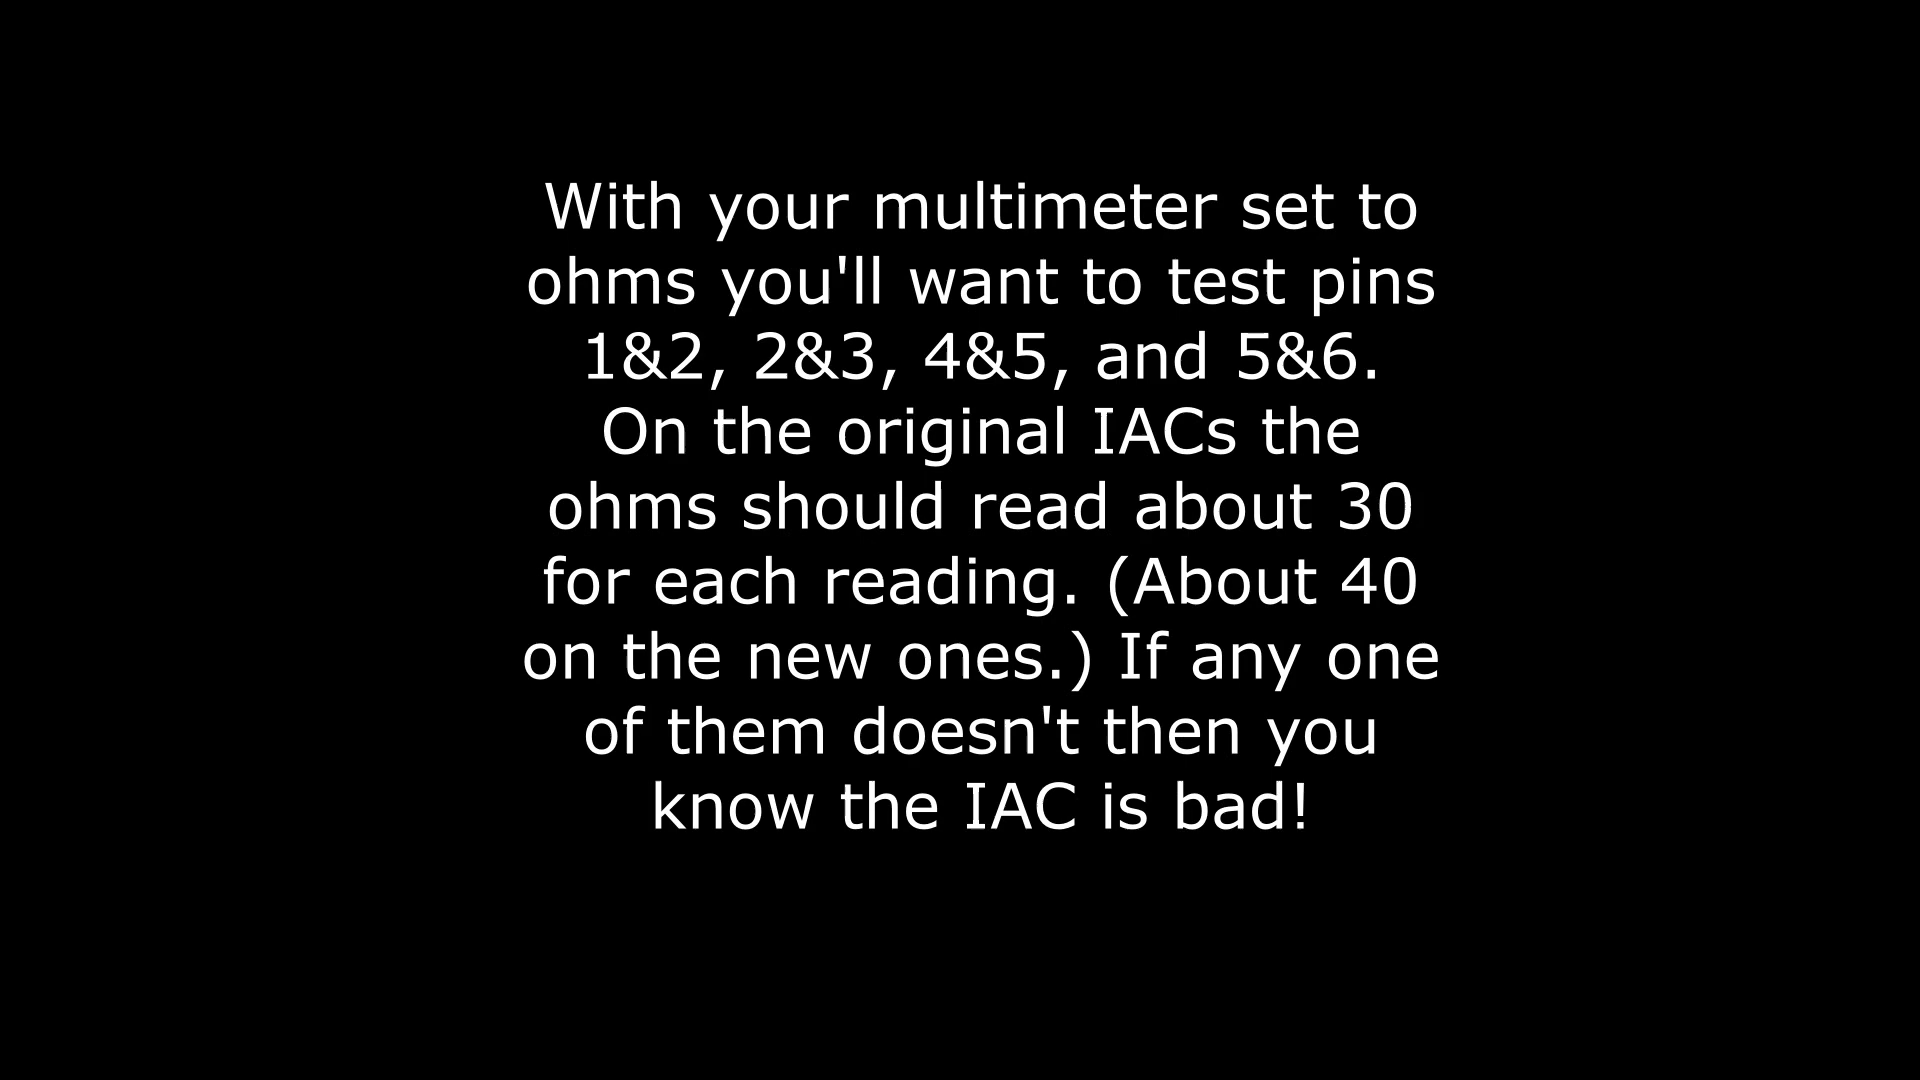 With your multimeter set to
ohms you'll want to test pins
1&2, 2&3, 4&5, and 5&6.
On the original IACs the
ohms should read about 30
for each reading. (About 40
on the new ones.) If any one
of them doesn't then you
know the IAC is bad!